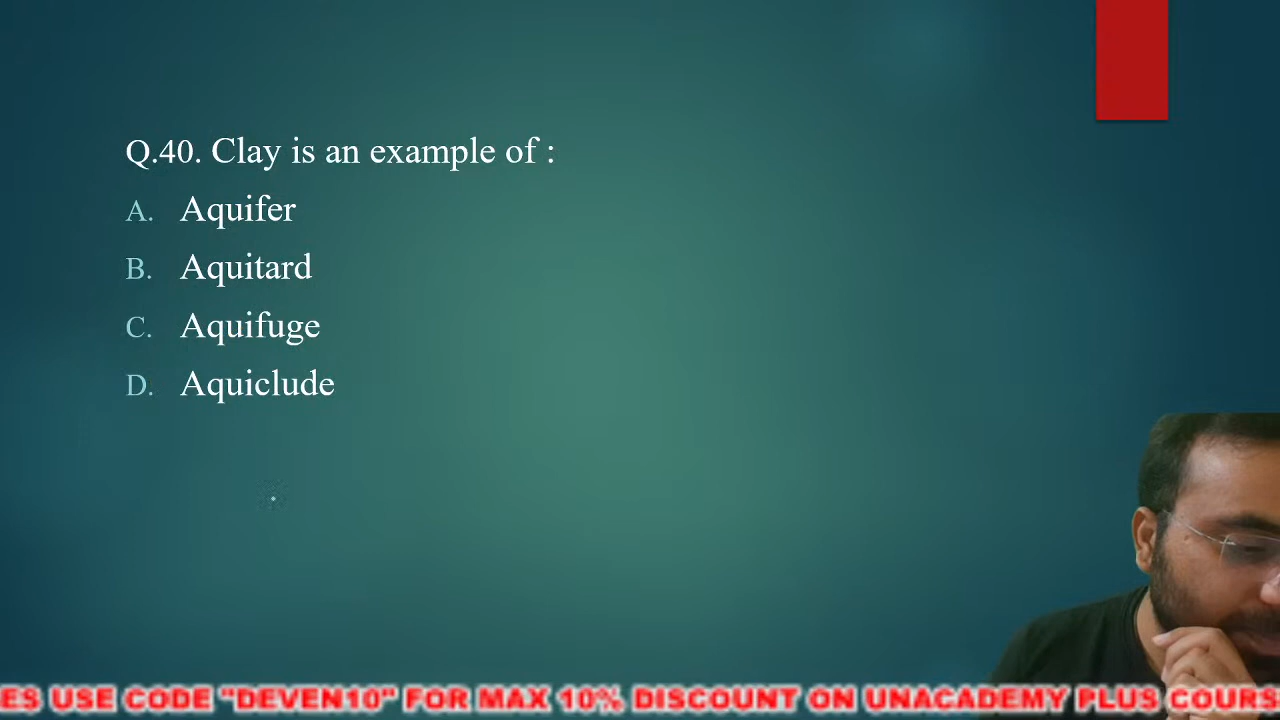 Q.40. Clay is an example of :
A. Aquifer
B. Aquitard
C. Aquifuge
D. Aquiclude
ES USE CODE "DEVEN10" FOR MAX 10% DISCOUNT ON UNACADEMY PLUS COURS